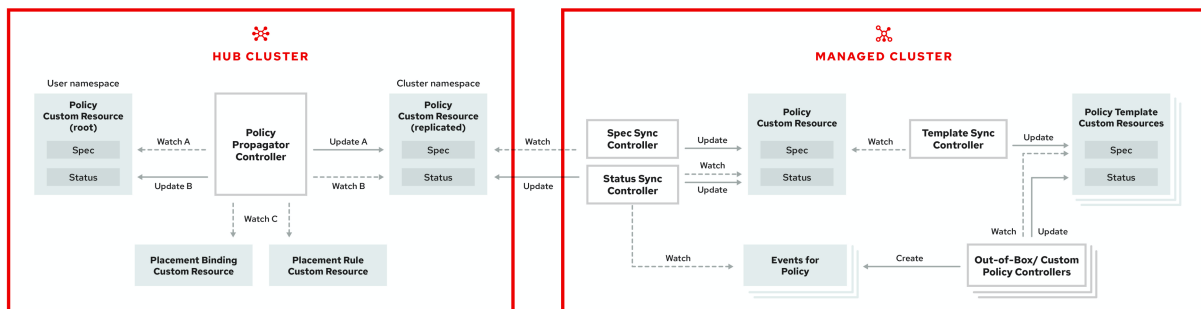 HUB CLUSTER
User namespace
Policy
Custom Resource
(root)
Spec
Status
Watch A
Update B
Policy
Propagator
Controller
Update A
Watch B
Cluster namespace
Policy
Custom Resource
(replicated)
Spec
Status
Watch C
Placement Binding
Custom Resource
Placement Rule
Custom Resource
MANAGED CLUSTER
Watch
Update
Spec Sync
Controller
Status Sync
Controller
Update
Watch
Update
Policy
Custom Resource
Spec
Status
Watch
Template Sync
Controller
Update
Policy Template
Custom Resources
Spec
Status
Watch
Update
Watch
Events for
Policy
Create
Out-of-Box/ Custom
Policy Controllers